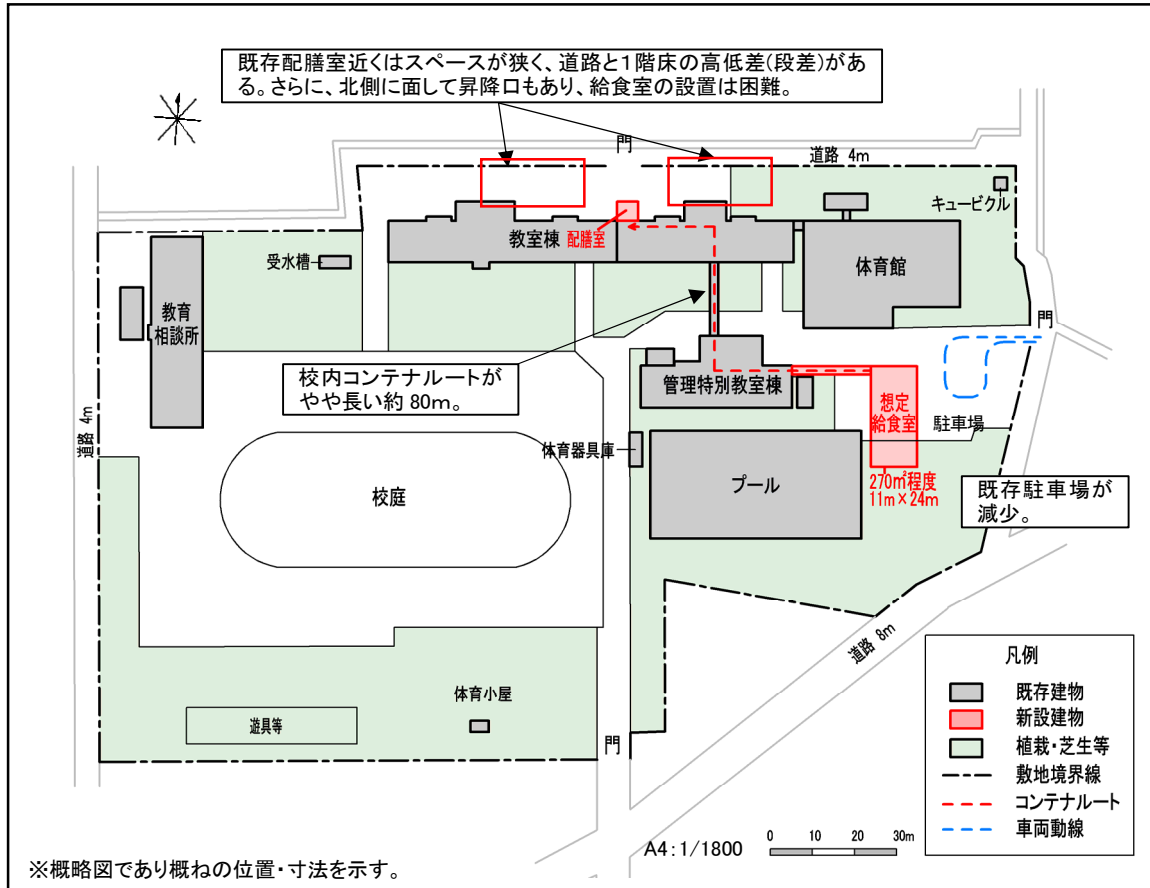 既存配膳室近くはスペースが狭く、道路と１階床の高低差(段差)があ
る。さらに、北側に面して昇降口もあり、給食室の設置は困難。
門
道路 4m
キュービクル
教室棟
配膳室
体育館
受水槽
教育
相談所
門
校内コンテナルートが
やや長い約 80m。
管理特別教室棟
想定
給食室
駐車場
道路 4m
体育器具庫
プール
270㎡程度
11m×24m
既存駐車場が
減少。
校庭
道路 8m
体育小屋
遊具等
門
凡例
既存建物
新設建物
植栽・芝生等
敷地境界線
コンテナルート
車両動線
A4：1/1800
0 10 20 30m
※概略図であり概ねの位置・寸法を示す。